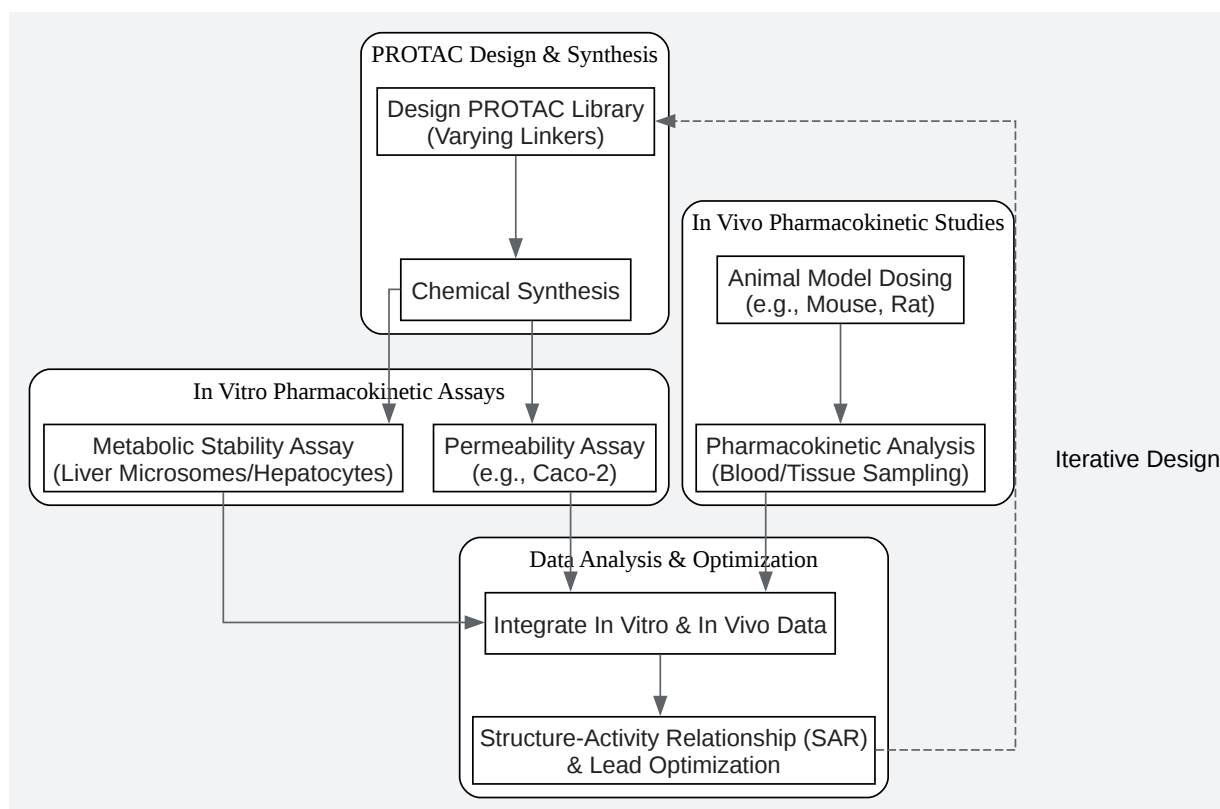 PROTAC Design & Synthesis
Design PROTAC Library
(Varying Linkers)
Chemical Synthesis
In Vivo Pharmacokinetic Studies
Animal Model Dosing
(e.g., Mouse, Rat)
In Vitro Pharmacokinetic Assays
Metabolic Stability Assay
(Liver Microsomes/Hepatocytes)
Permeability Assay
(e.g., Caco-2)
Pharmacokinetic Analysis
(Blood/Tissue Sampling)
Iterative Design
Data Analysis & Optimization
Integrate In Vitro & In Vivo Data
Structure-Activity Relationship (SAR)
& Lead Optimization